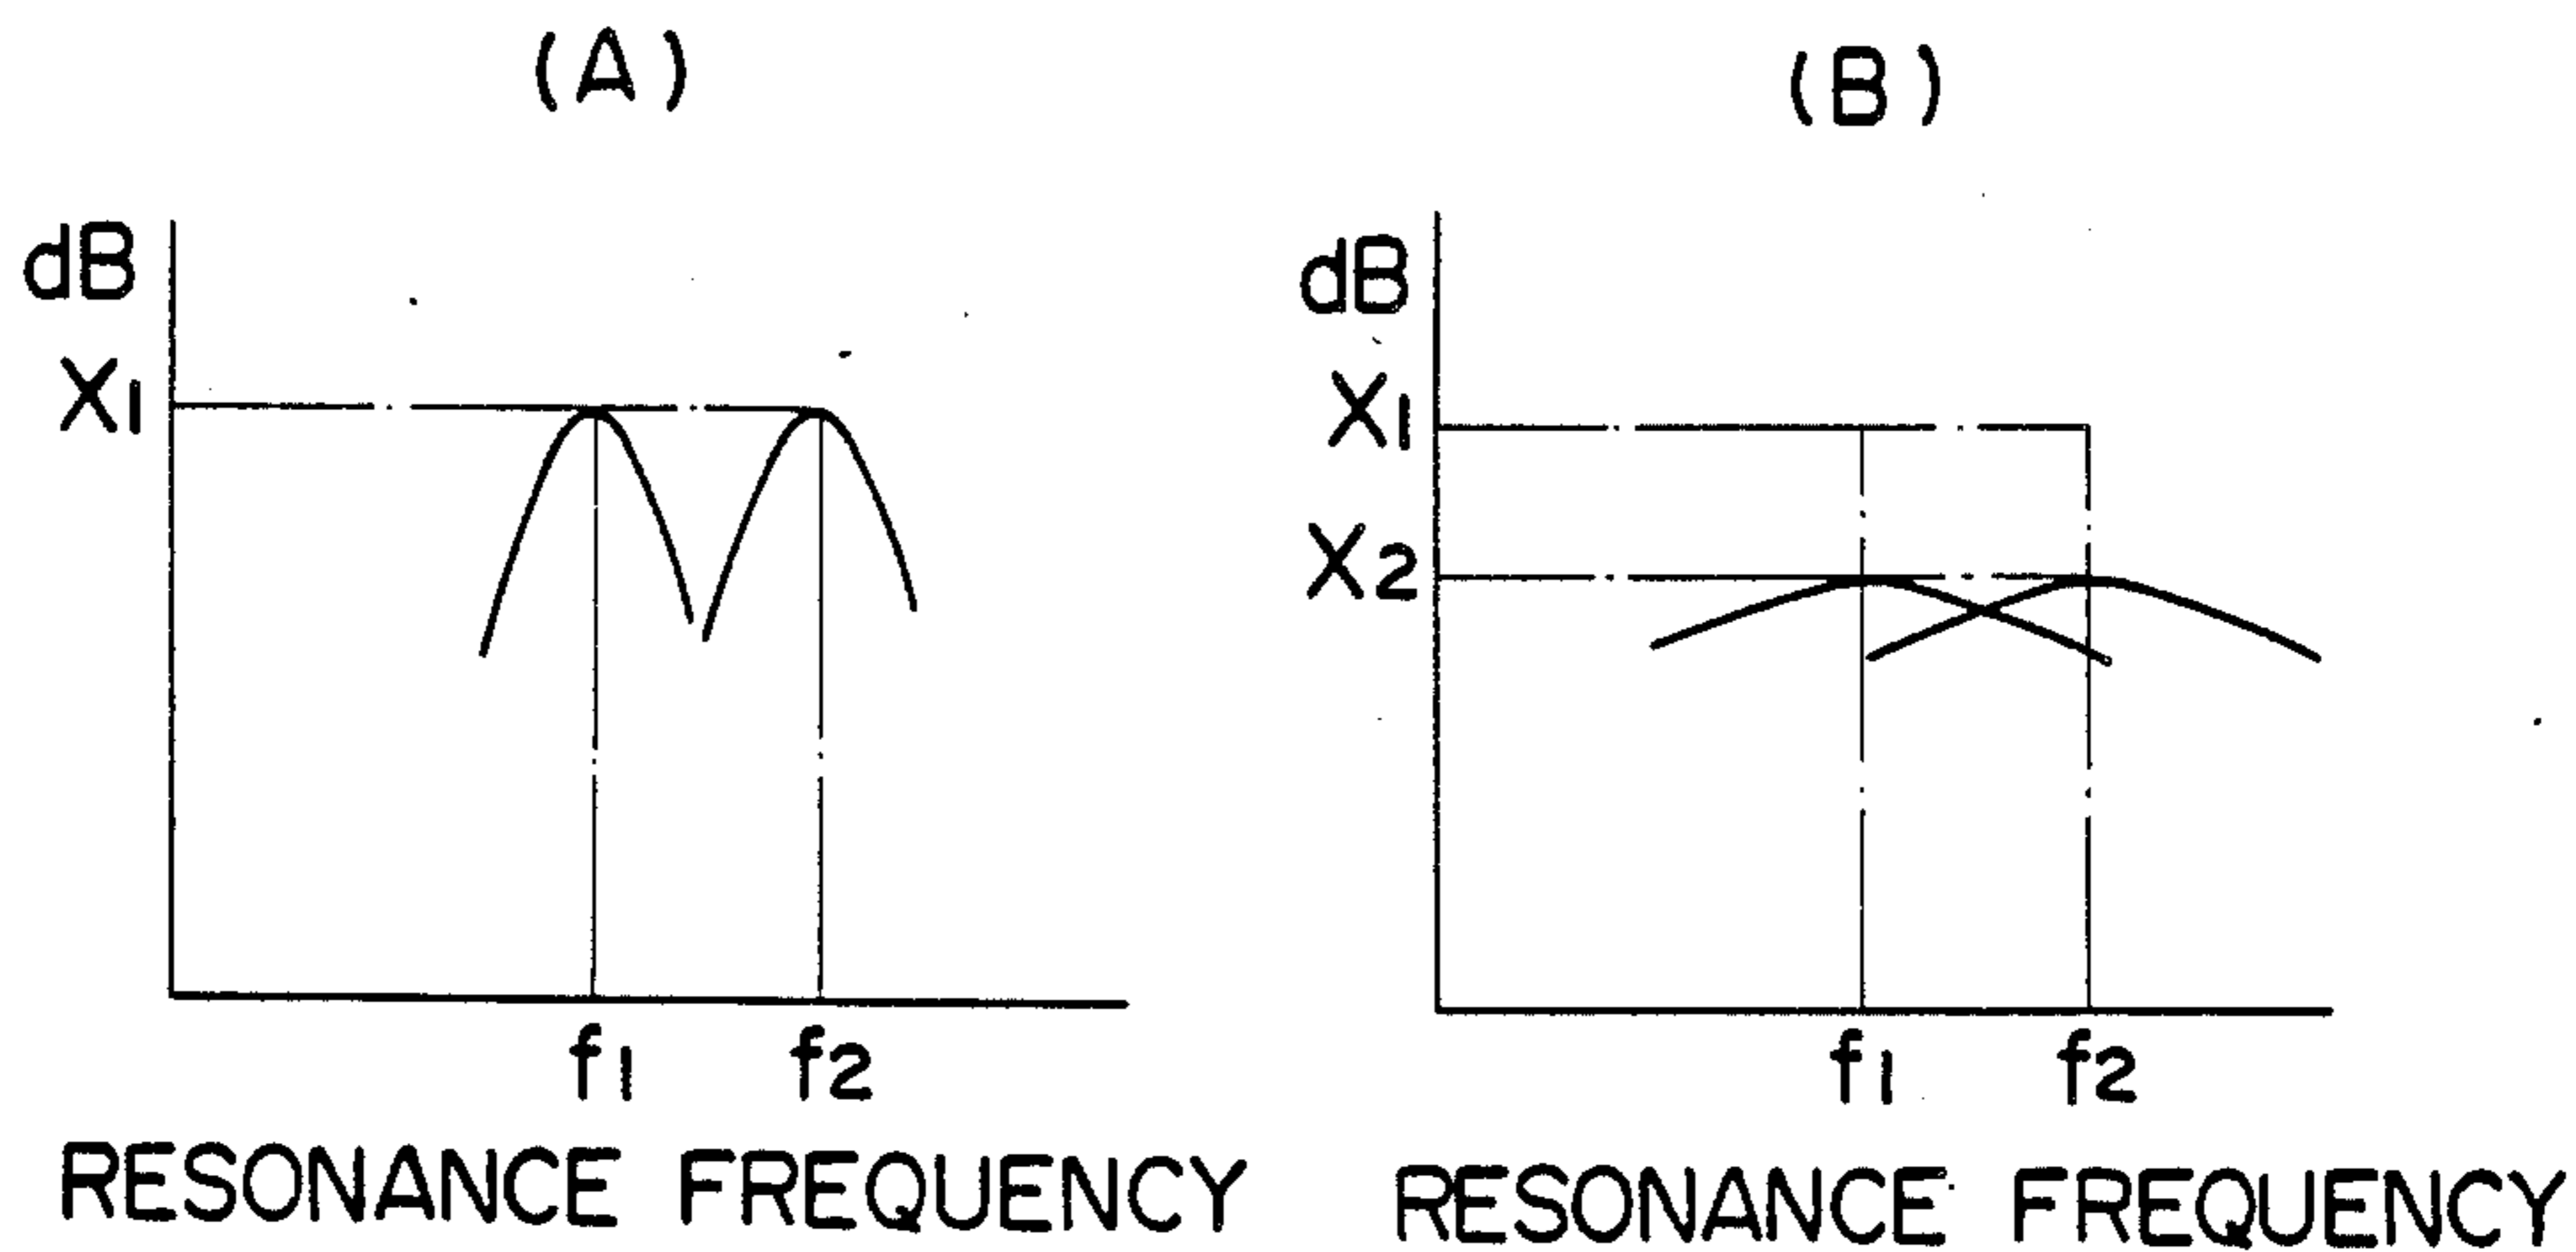 (A)
dB
X1
f1 f2
RESONANCE FREQUENCY
(B)
dB
X1
X2
f1 f2
RESONANCE FREQUENCY